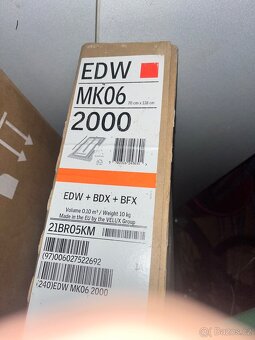 EDW
MK06
78 cm x 118 cm
2000
EDW + BDX + BFX
Volume 0.10 m³ / Weight 10 kg
Made in the EU by the VELUX Group
21BR05KM
(97)006027522692
(240)EDW MK06 2000